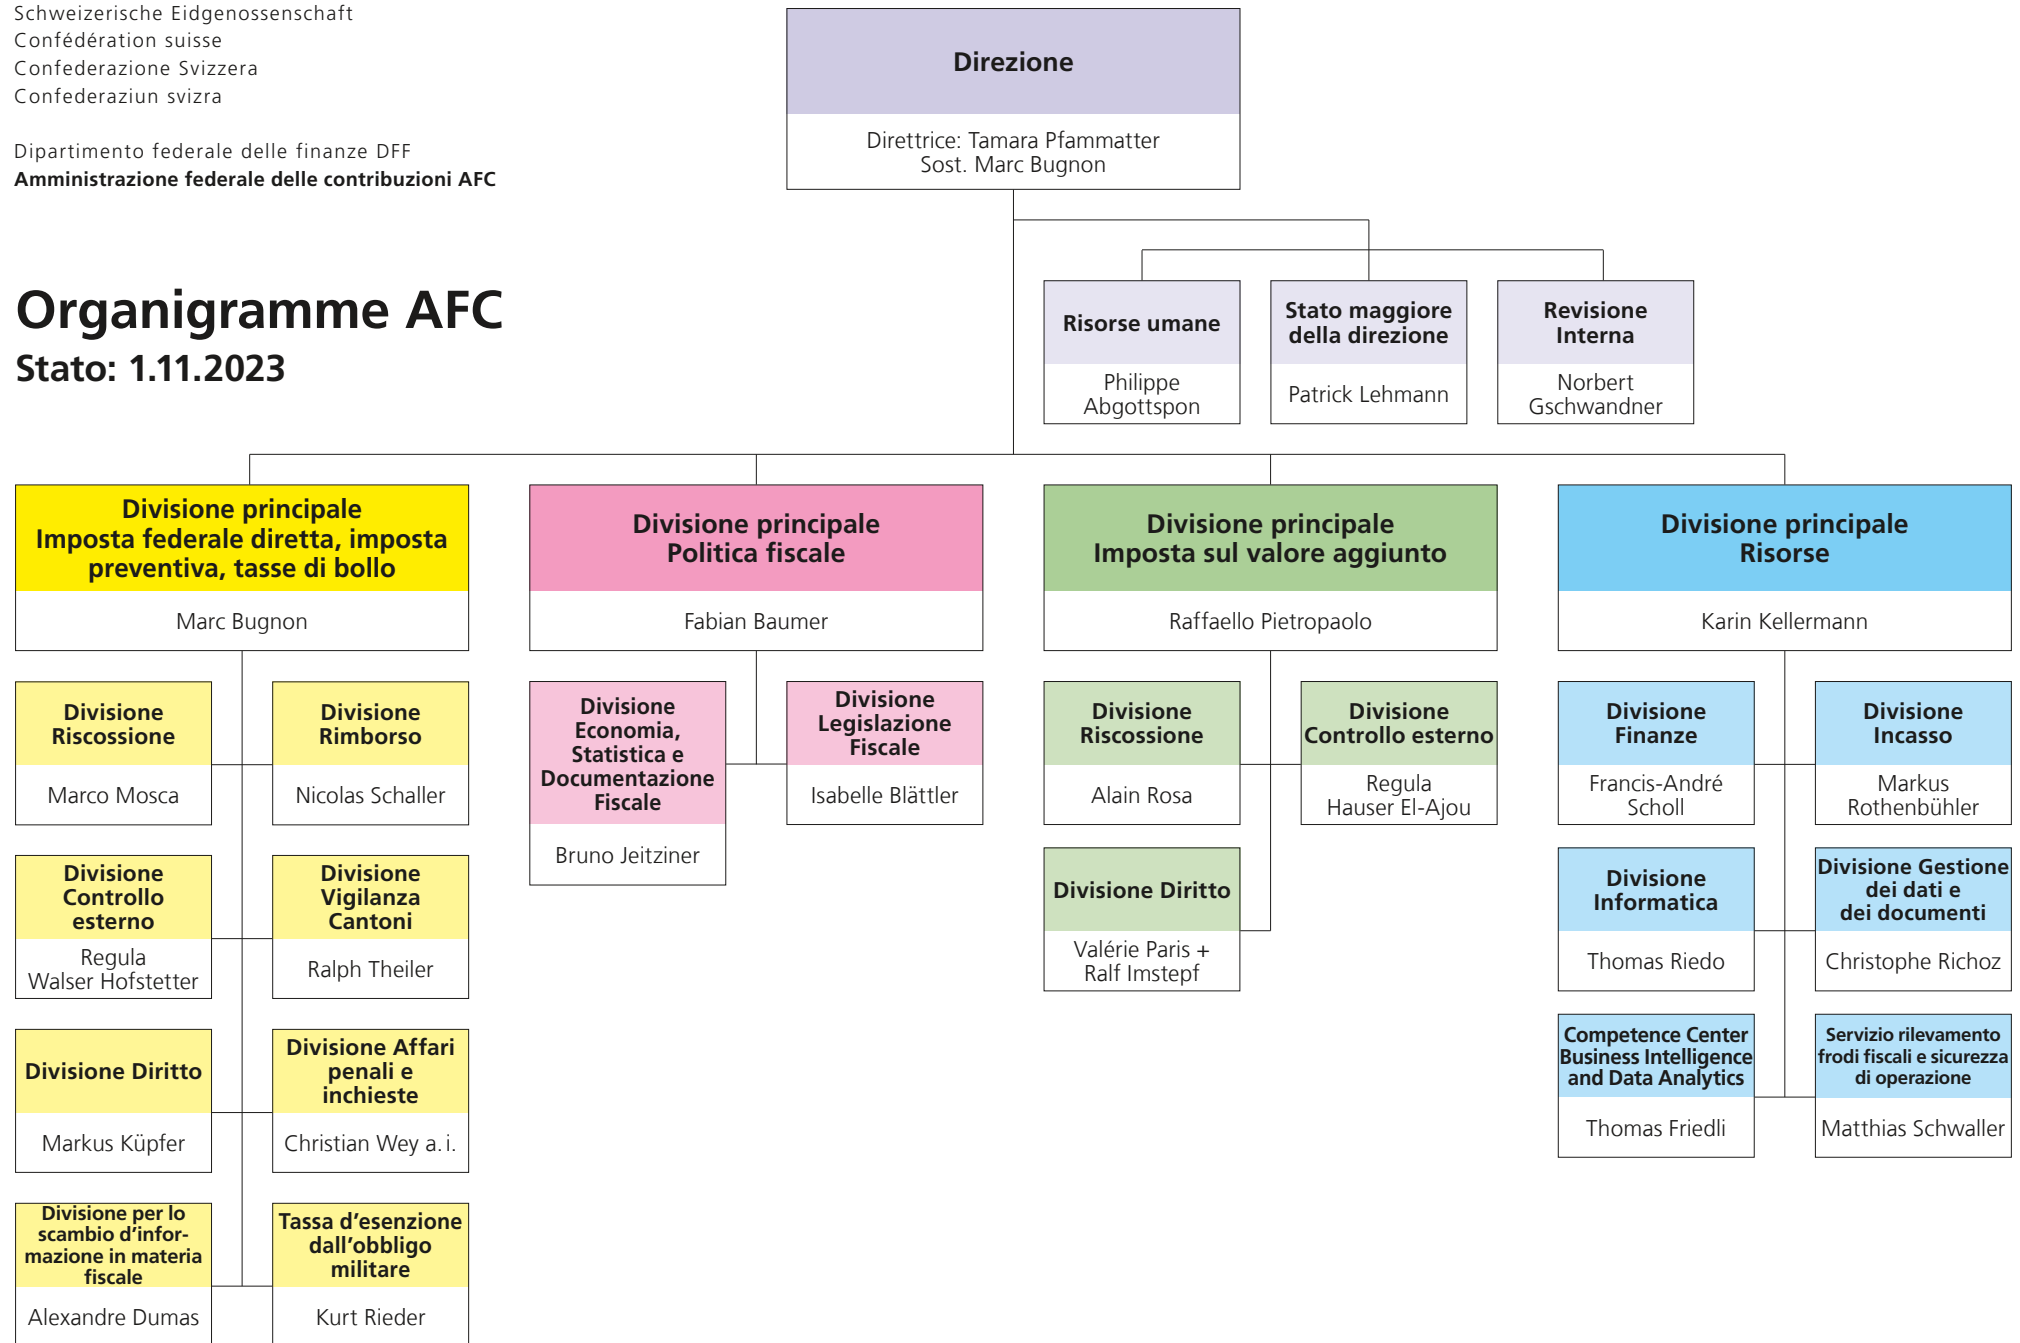 Schweizerische Eidgenossenschaft
Confédération suisse
Confederazione Svizzera
Confederaziun svizra
Dipartimento federale delle finanze DFF
Amministrazione federale delle contribuzioni AFC
Organigramme AFC
Stato: 1.11.2023
Direzione
Direttrice: Tamara Pfammatter
Sost. Marc Bugnon
Risorse umane
Philippe
Abgottspon
Stato maggiore
della direzione
Patrick Lehmann
Revisione
Interna
Norbert
Gschwandner
Divisione principale
Imposta federale diretta, imposta
preventiva, tasse di bollo
Marc Bugnon
Divisione
Riscossione
Marco Mosca
Divisione
Rimborso
Nicolas Schaller
Divisione
Controllo
esterno
Regula
Walser Hofstetter
Divisione
Vigilanza
Cantoni
Ralph Theiler
Divisione Diritto
Markus Küpfer
Divisione Affari
penali e
inchieste
Christian Wey a.i.
Divisione per lo
scambio d'infor-
mazione in materia
fiscale
Alexandre Dumas
Tassa d'esenzione
dall'obbligo
militare
Kurt Rieder
Divisione principale
Politica fiscale
Fabian Baumer
Divisione
Economia,
Statistica e
Documentazione
Fiscale
Bruno Jeitziner
Divisione
Legislazione
Fiscale
Isabelle Blättler
Divisione principale
Imposta sul valore aggiunto
Raffaello Pietropaolo
Divisione
Riscossione
Alain Rosa
Divisione
Controllo esterno
Regula
Hauser El-Ajou
Divisione Diritto
Valérie Paris +
Ralf Imstepf
Divisione principale
Risorse
Karin Kellermann
Divisione
Finanze
Francis-André
Scholl
Divisione
Incasso
Markus
Rothenbühler
Divisione
Informatica
Thomas Riedo
Divisione Gestione
dei dati e
dei documenti
Christophe Richoz
Competence Center
Business Intelligence
and Data Analytics
Thomas Friedli
Servizio rilevamento
frodi fiscali e sicurezza
di operazione
Matthias Schwaller